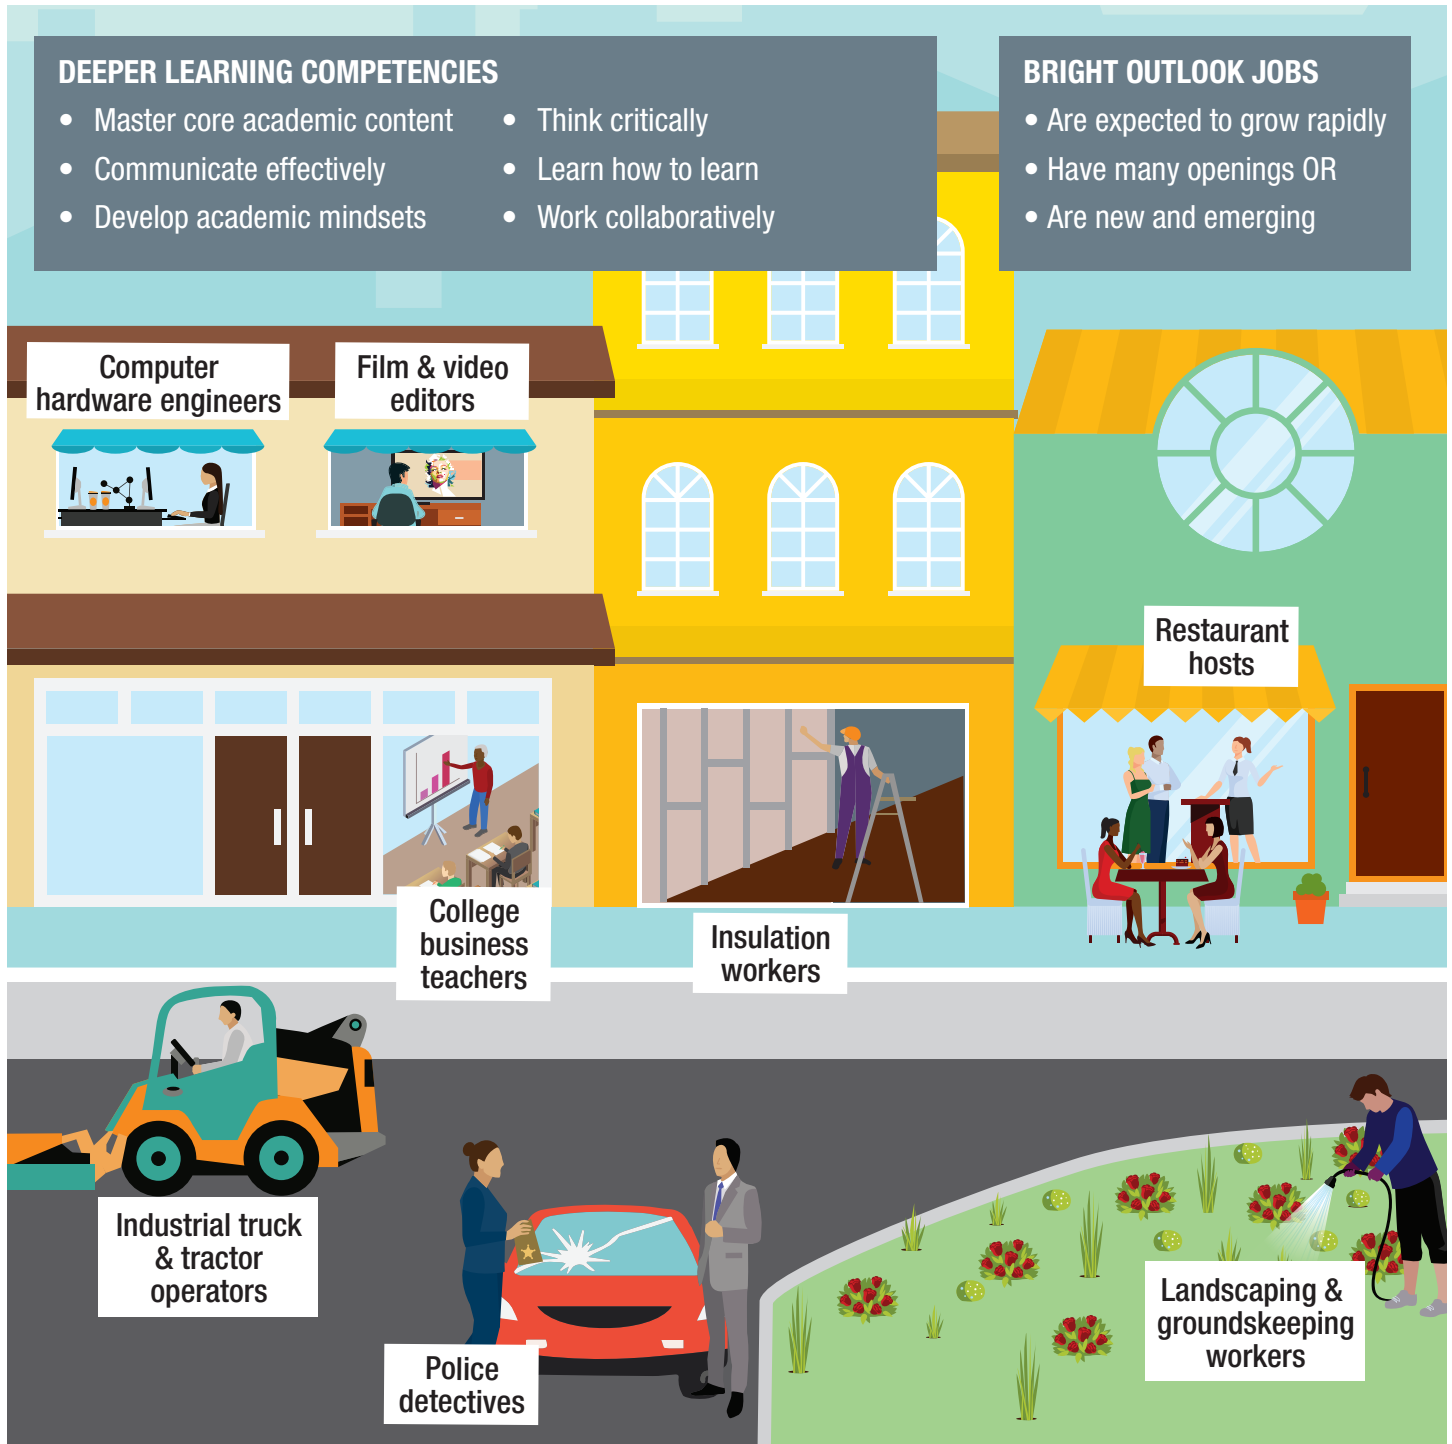 DEEPER LEARNING COMPETENCIES
• Master core academic content
• Communicate effectively
• Develop academic mindsets
• Think critically
• Learn how to learn
• Work collaboratively
BRIGHT OUTLOOK JOBS
• Are expected to grow rapidly
• Have many openings OR
• Are new and emerging
Computer
hardware engineers
Film & video
editors
Restaurant
hosts
College
business
teachers
Insulation
workers
Industrial truck
& tractor
operators
Police
detectives
Landscaping &
groundskeeping
workers